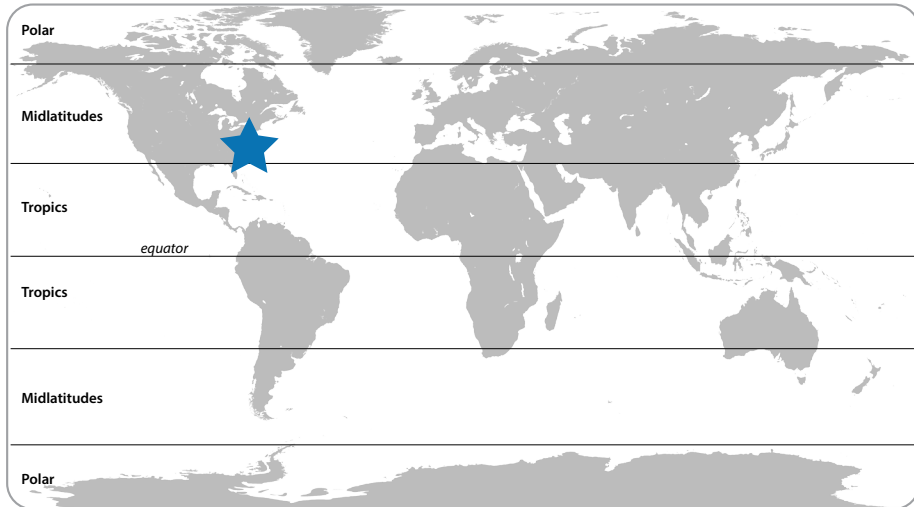 Polar
Midlatitudes
Tropics
equator
Tropics
Midlatitudes
Polar